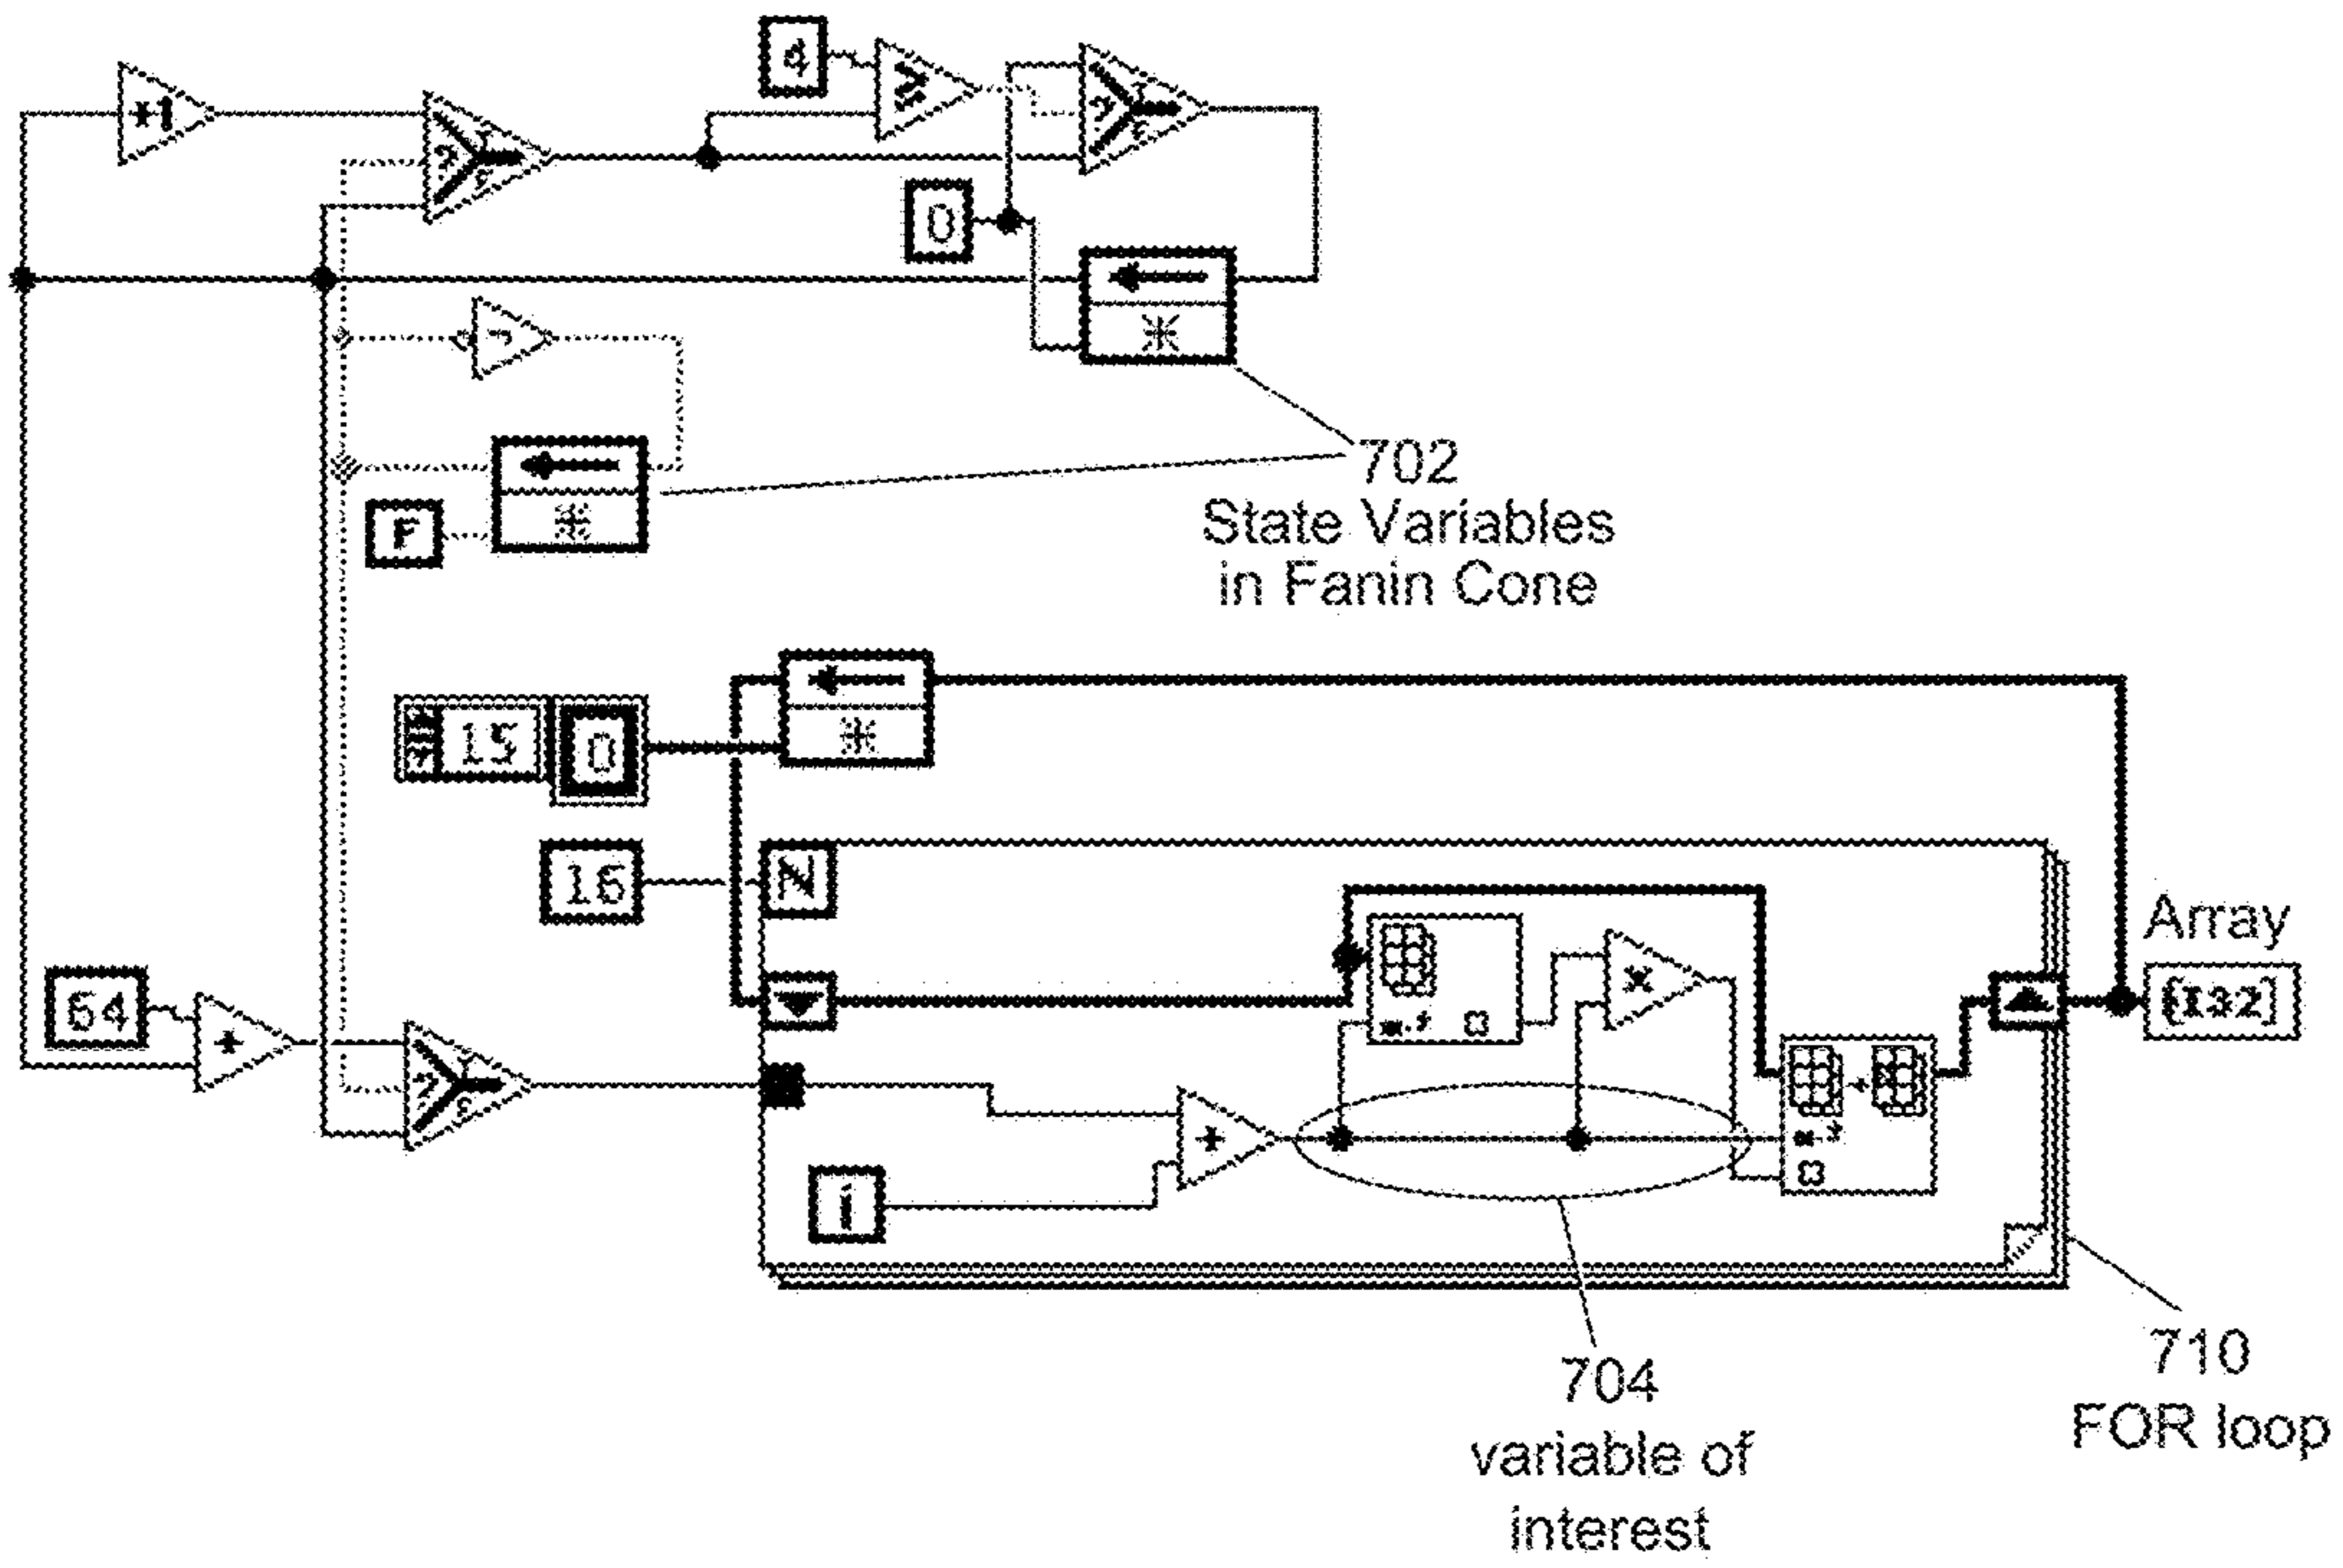 4
+1
≥
?
?
0
702
State Variables
in Fanin Cone
F
15
0
16
N
Array
[I32]
64
+
?
×
+
i
704
variable of
interest
710
FOR loop